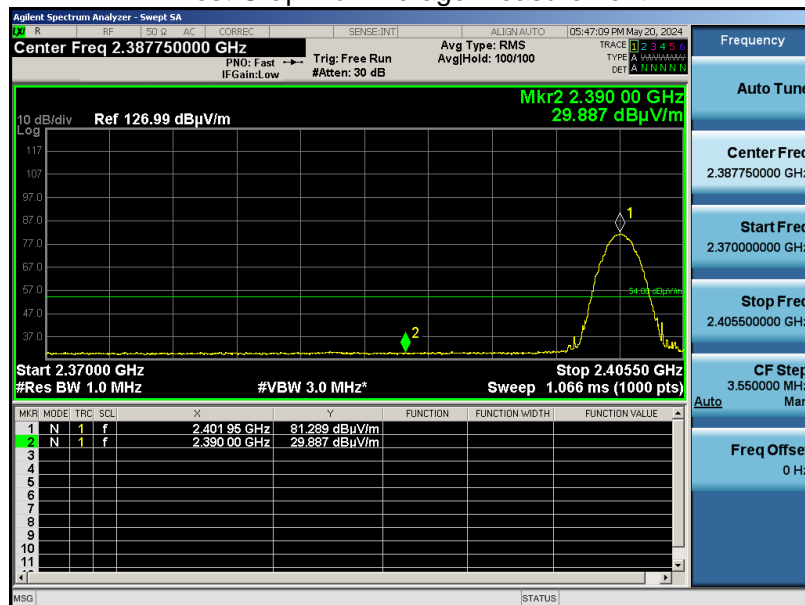 Agilent Spectrum Analyzer - Swept SA
LXI R RF 50 Ω AC CORREC SENSE:INT ALIGN AUTO 05:47:09 PM May 20, 2024
Center Freq 2.387750000 GHz Avg Type: RMS TRACE 1 2 3 4 5 6
PNO: Fast Trig: Free Run Avg|Hold: 100/100 TYPE A WWWWW
IFGain:Low #Atten: 30 dB DET A N N N N N
Mkr2 2.390 00 GHz
10 dB/div Ref 126.99 dBµV/m 29.887 dBµV/m
Log
117
107
97.0
87.0
77.0
67.0
57.0
47.0
37.0
1
54.00 dBµV/m
2
Start 2.37000 GHz Stop 2.40550 GHz
#Res BW 1.0 MHz #VBW 3.0 MHz* Sweep 1.066 ms (1000 pts)
MKR MODE TRC SCL X Y FUNCTION FUNCTION WIDTH FUNCTION VALUE
1 N 1 f 2.401 95 GHz 81.289 dBµV/m
2 N 1 f 2.390 00 GHz 29.887 dBµV/m
3
4
5
6
7
8
9
10
11
MSG STATUS
Frequency
Auto Tune
Center Freq
2.387750000 GHz
Start Freq
2.370000000 GHz
Stop Freq
2.405500000 GHz
CF Step
3.550000 MHz
Auto Man
Freq Offset
0 Hz